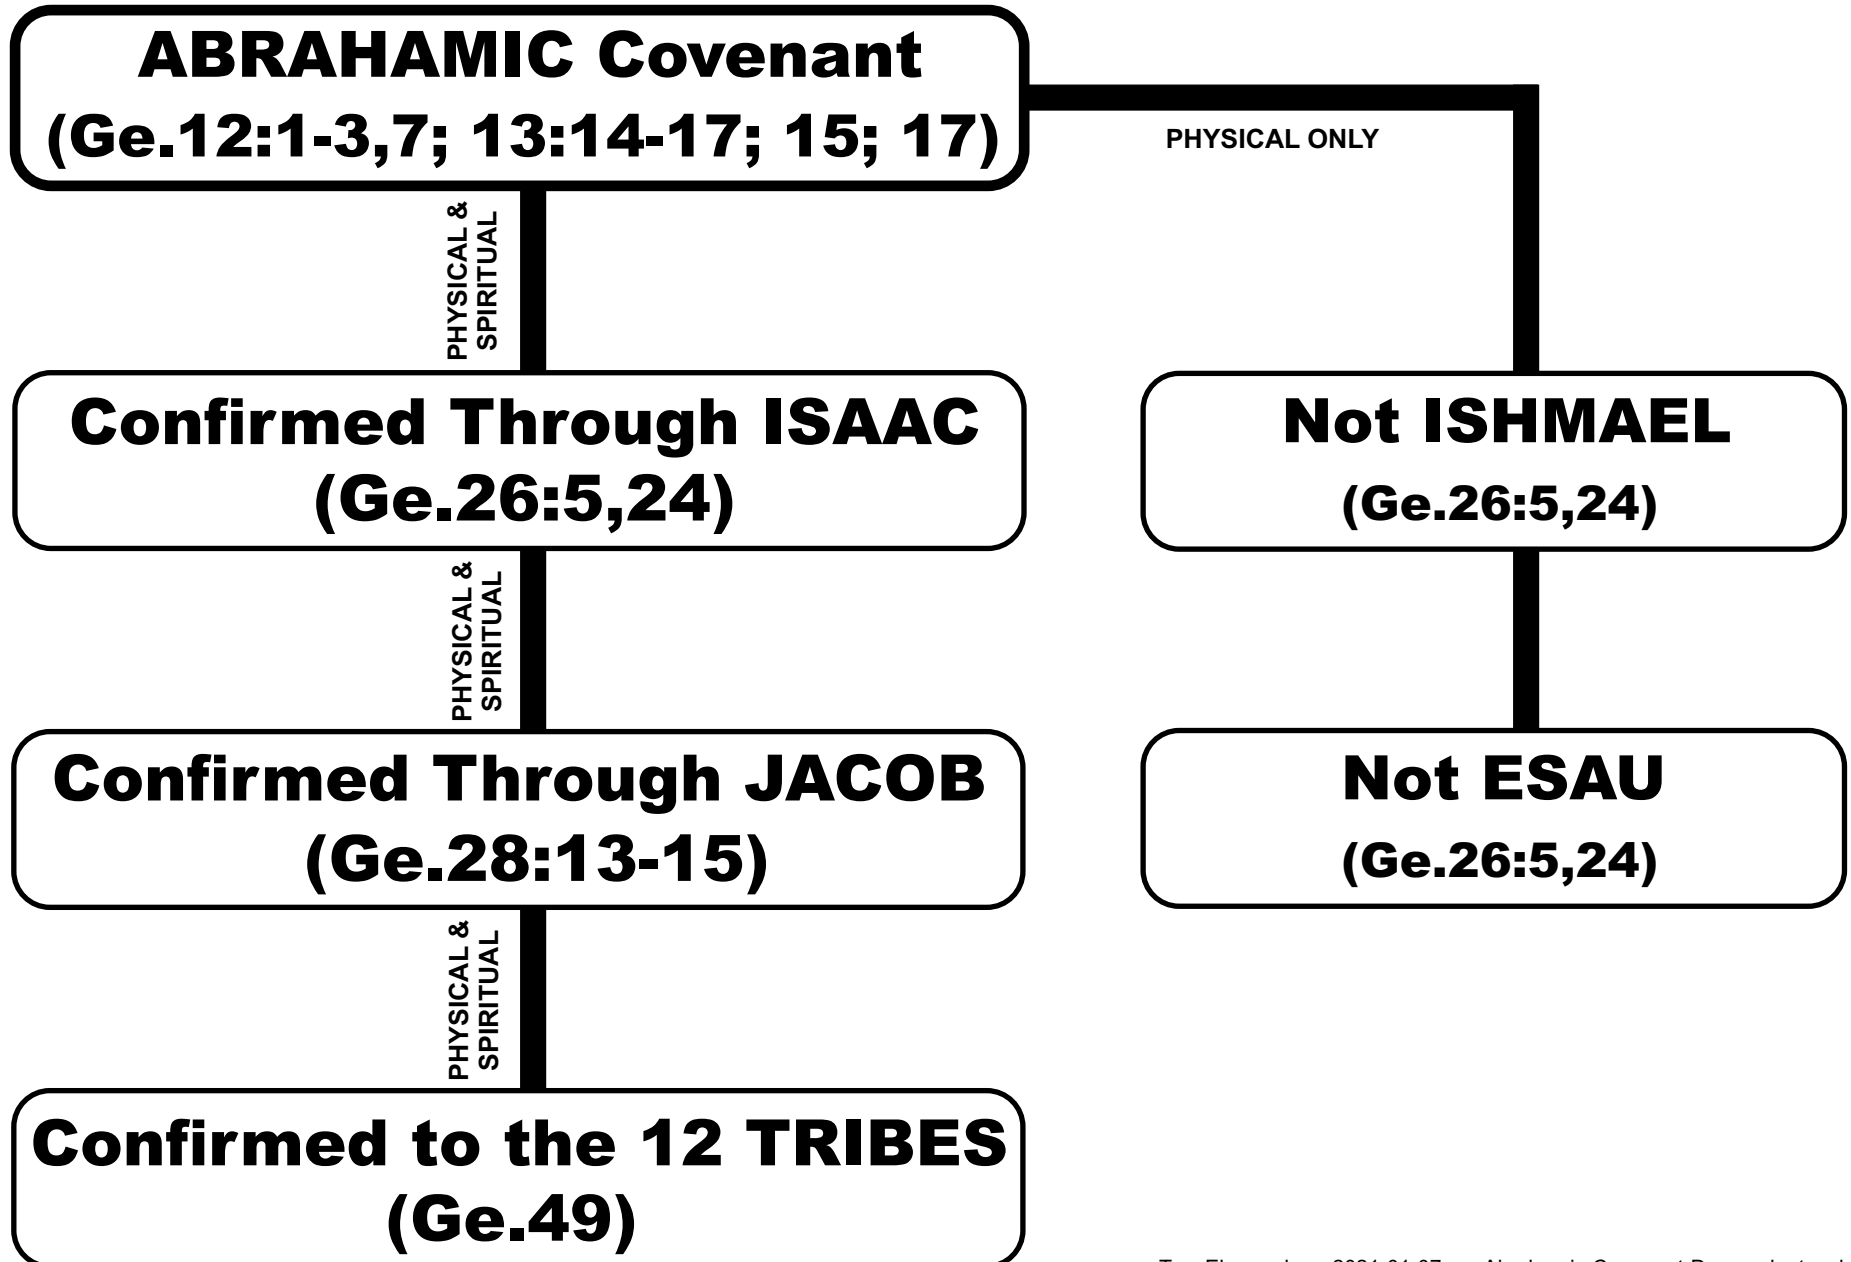 ABRAHAMIC Covenant
(Ge.12:1-3,7; 13:14-17; 15; 17)
PHYSICAL ONLY
PHYSICAL &
SPIRITUAL
Confirmed Through ISAAC
(Ge.26:5,24)
Not ISHMAEL
(Ge.26:5,24)
PHYSICAL &
SPIRITUAL
Confirmed Through JACOB
(Ge.28:13-15)
Not ESAU
(Ge.26:5,24)
PHYSICAL &
SPIRITUAL
Confirmed to the 12 TRIBES
(Ge.49)